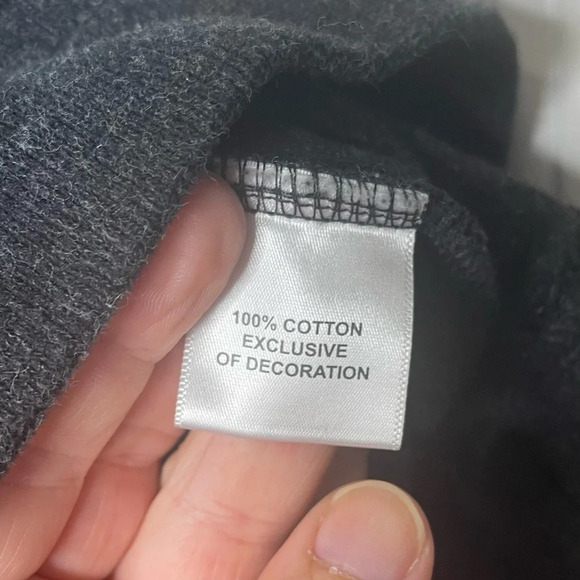 100% COTTON
EXCLUSIVE
OF DECORATION